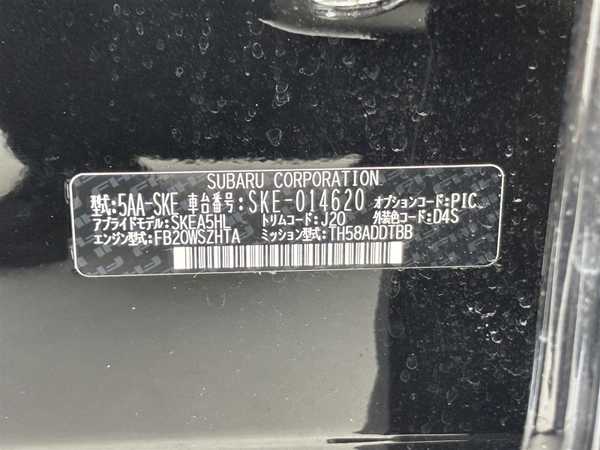 SUBARU CORPORATION
型式:5AA-SKE 車台番号:SKE-014620 オプションコード:PIC
アプライドモデル:SKEA5HL トリムコード:J20 外装色コード:D4S
エンジン型式:FB20WSZHTA ミッション型式:TH58ADDTBB